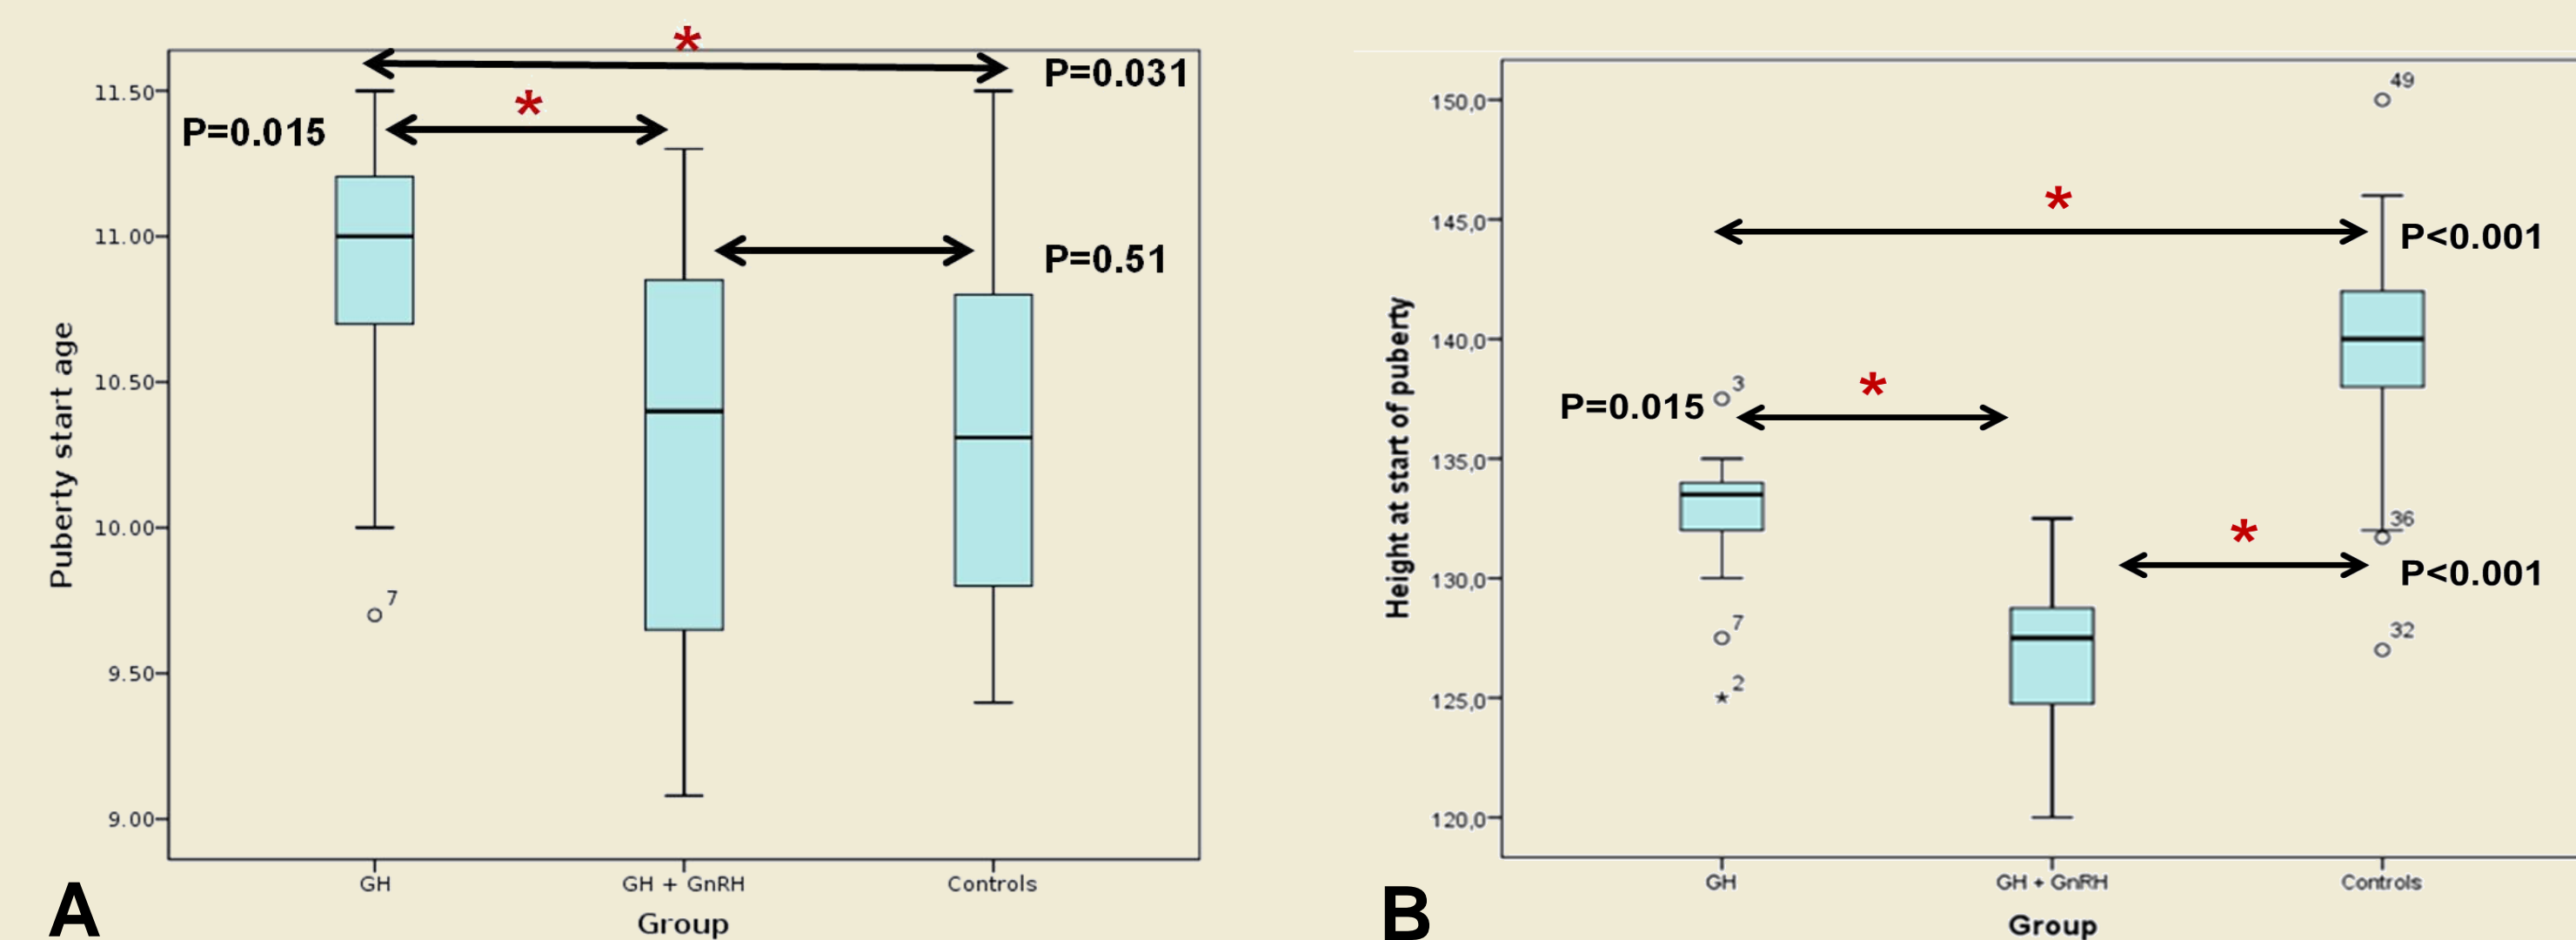 *
P=0.031
11.50
*
P=0.015
11.00
P=0.51
10.50
10.00
7
9.50
9.00
Puberty start age
GH
GH + GnRH
Controls
Group
A
49
150,0
*
145,0
P<0.001
140,0
3
*
P=0.015
135,0
36
*
130,0
P<0.001
7
32
2
125,0
120,0
Height at start of puberty
GH
GH + GnRH
Controls
Group
B